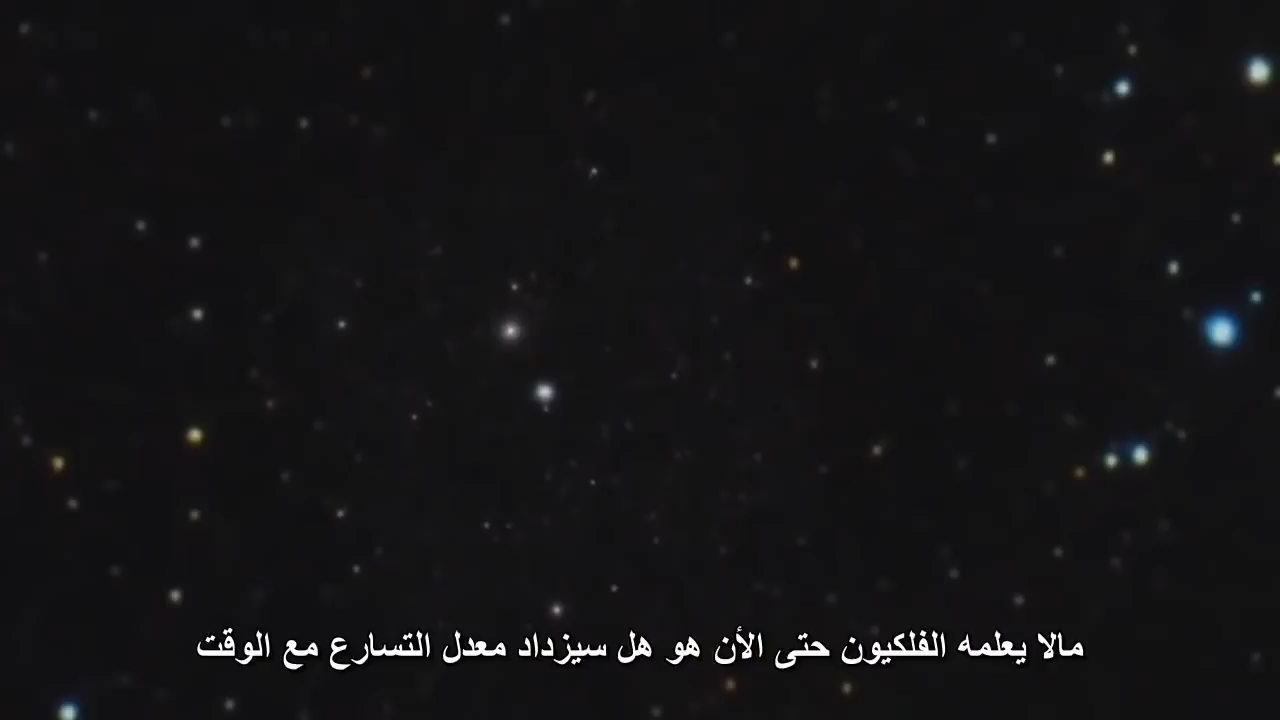 مالا يعلمه الفلكيون حتى الأن هو هل سيزداد معدل التسارع مع الوقت